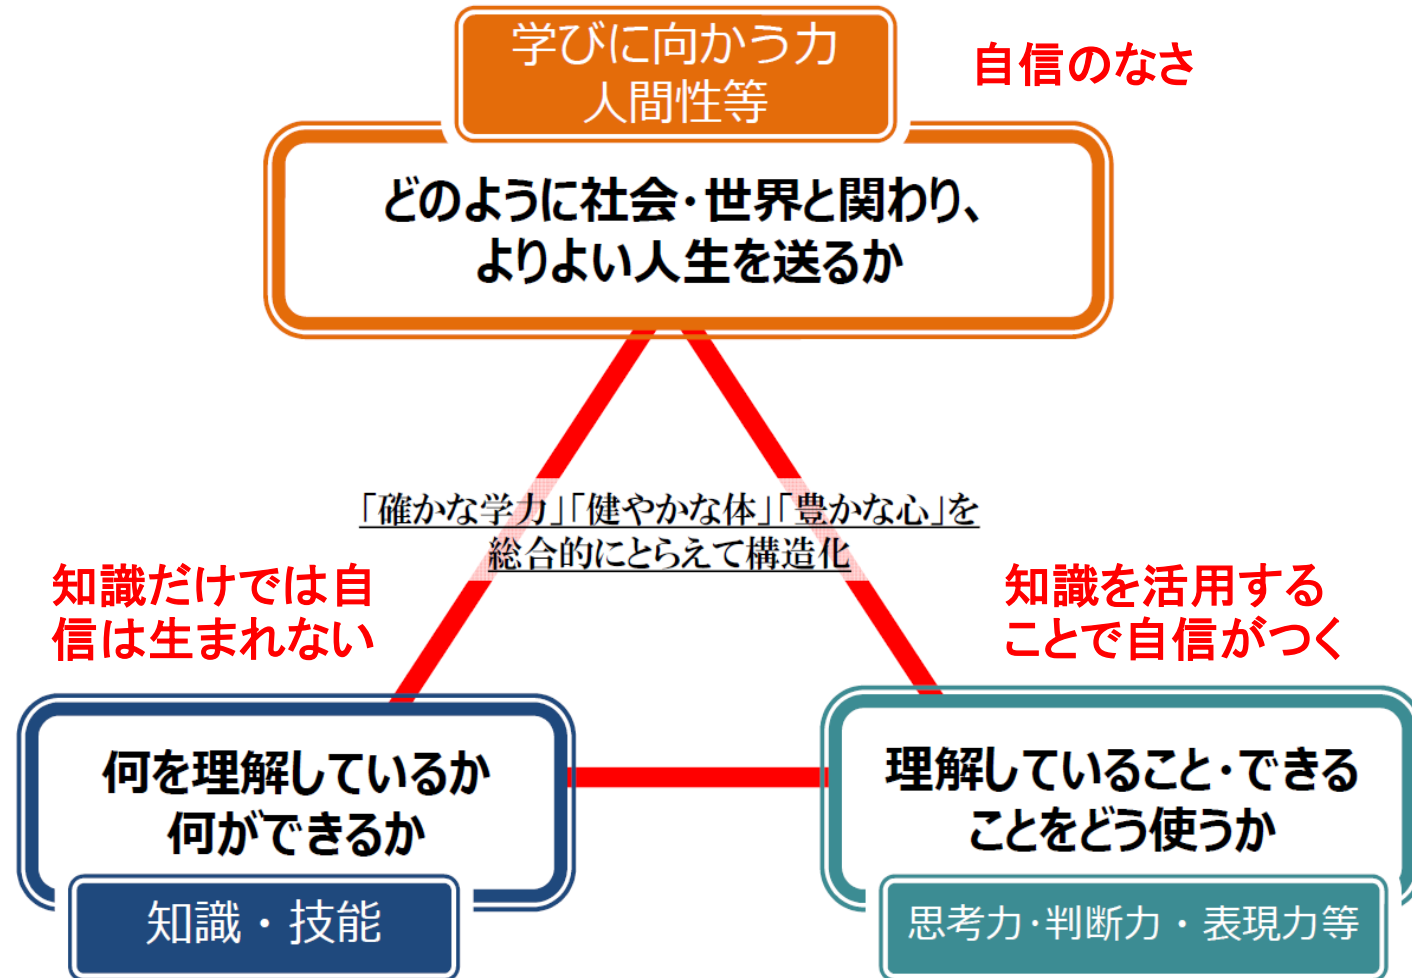 学びに向かう力
人間性等
自信のなさ
どのように社会・世界と関わり、
よりよい人生を送るか
「確かな学力」「健やかな体」「豊かな心」を
総合的にとらえて構造化
知識だけでは自
信は生まれない
知識を活用する
ことで自信がつく
何を理解しているか
何ができるか
知識・技能
理解していること・できる
ことをどう使うか
思考力・判断力・表現力等